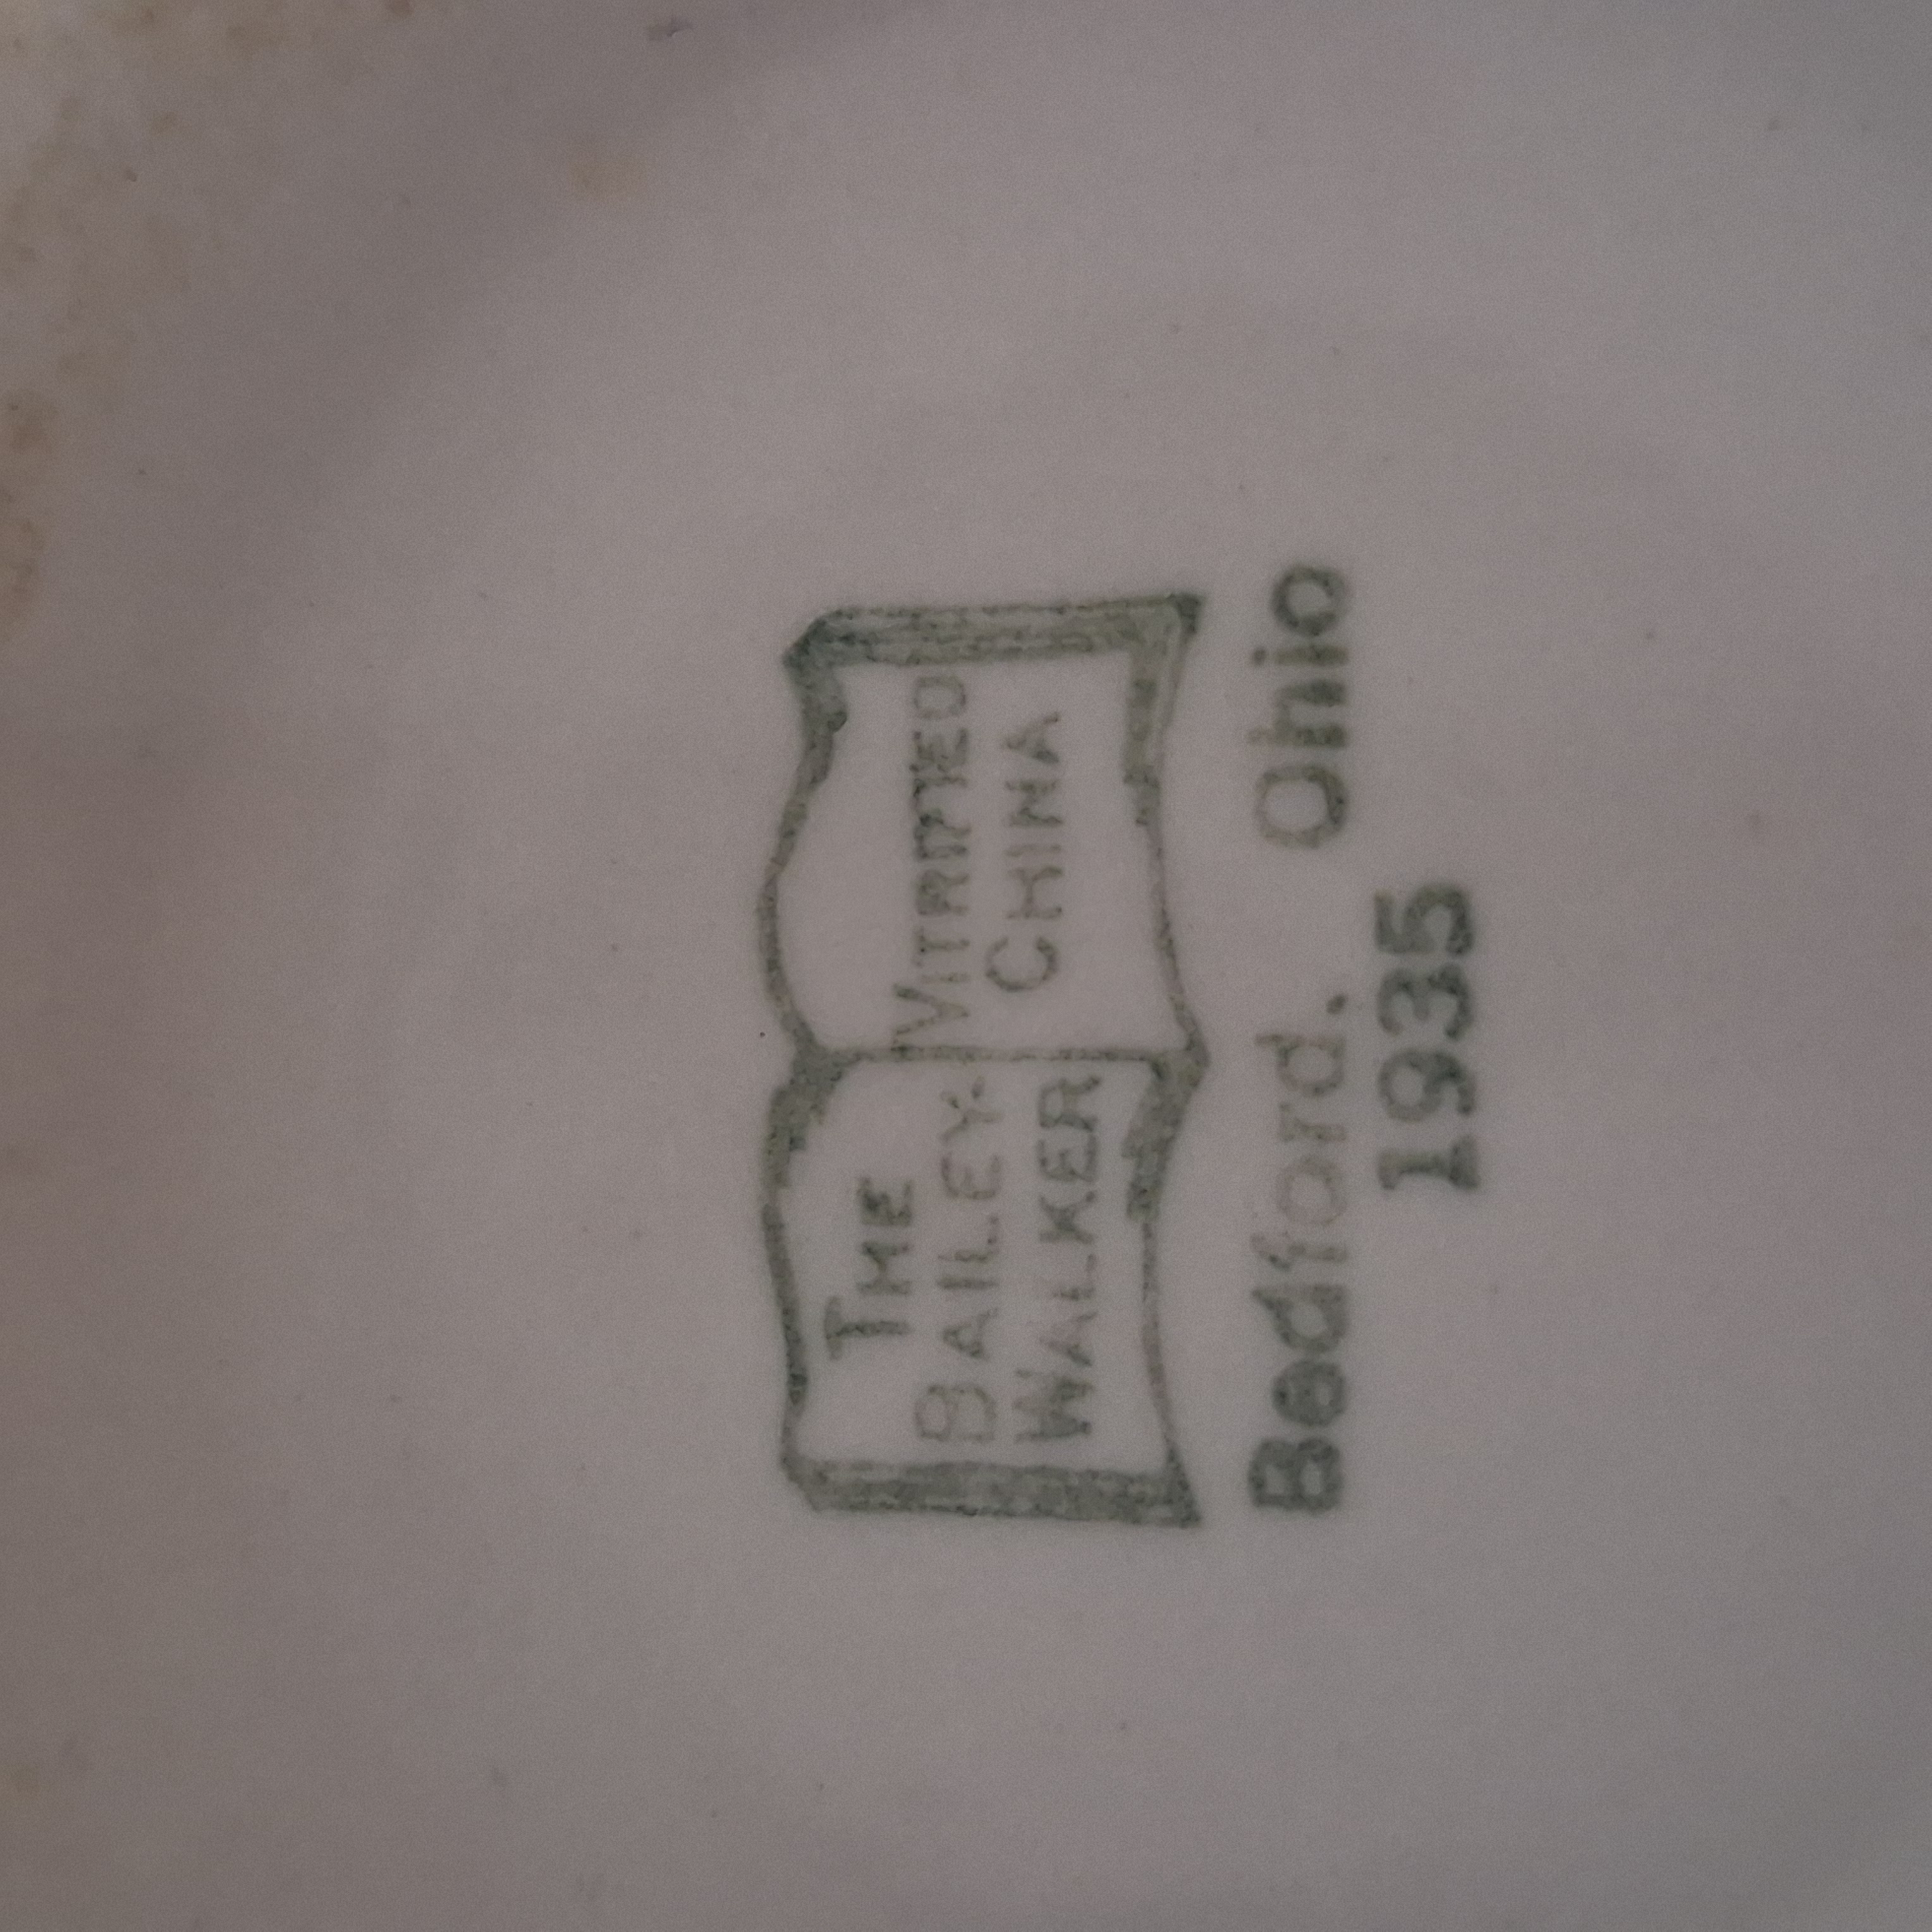 THE
BAILEY-
WALKER
VITRIFIED
CHINA
Bedford. Ohio
1935